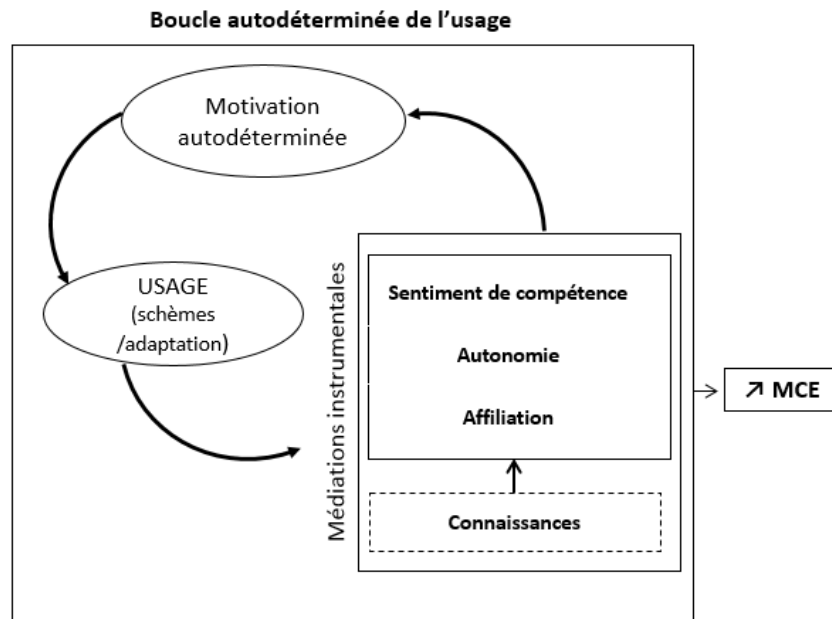 Boucle autodéterminée de l'usage
Motivation
autodéterminée
USAGE
(schèmes
/adaptation)
Médiations instrumentales
Sentiment de compétence
Autonomie
Affiliation
Connaissances
↗ MCE